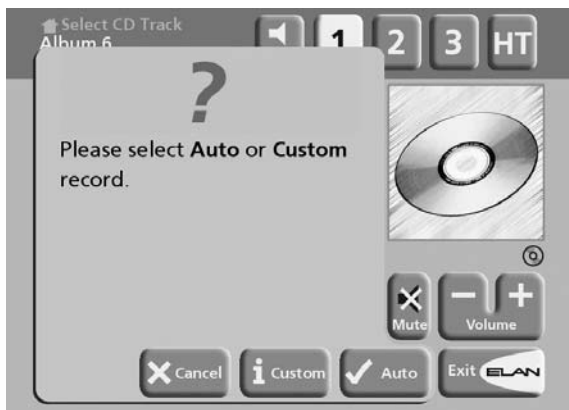 Select CD Track
Album 6
1 2 3 HT
?
Please select Auto or Custom
record.
Mute Volume
Cancel i Custom Auto Exit ELAN